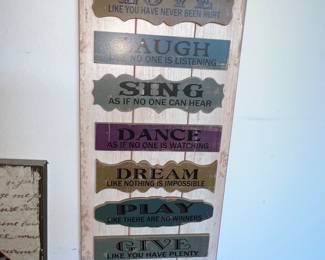 LOVE
LIKE YOU HAVE NEVER BEEN HURT
LAUGH
NO ONE IS LISTENING
SING
AS IF NO ONE CAN HEAR
DANCE
AS IF NO ONE IS WATCHING
DREAM
LIKE NOTHING IS IMPOSSIBLE
PLAY
LIKE THERE ARE NO WINNERS
GIVE
LIKE YOU HAVE PLENTY